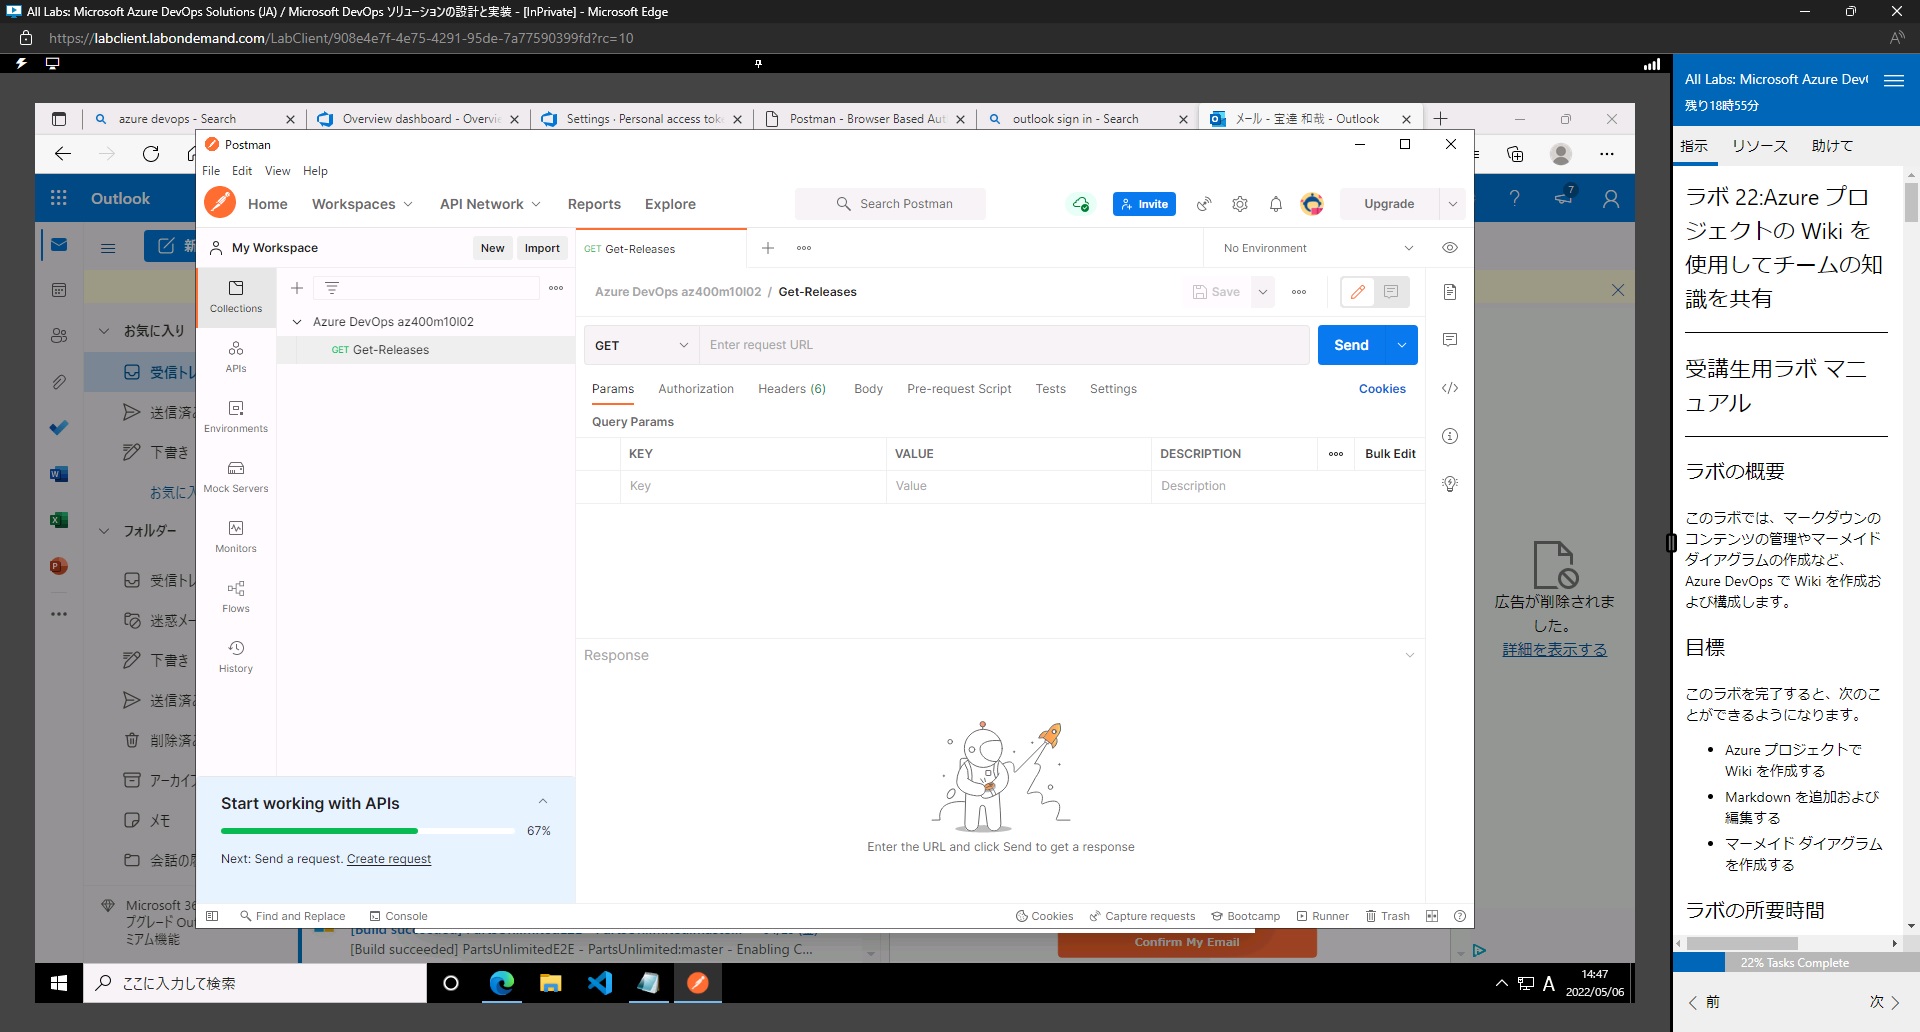 All Labs: Microsoft Azure DevOps Solutions (JA) / Microsoft DevOps ソリューションの設計と実装 - [InPrivate] - Microsoft Edge
https://labclient.labondemand.com/LabClient/908e4e7f-4e75-4291-95de-7a77590399fd?rc=10
azure devops - Search
Overview dashboard - Overvie
Settings · Personal access toke
Postman - Browser Based Aut
outlook sign in - Search
メール - 宝達 和哉 - Outlook
Postman
File Edit View Help
Outlook
Home Workspaces API Network Reports Explore
Search Postman
Invite
Upgrade
7
新
My Workspace
New Import
GET Get-Releases
No Environment
Collections
Azure DevOps az400m10l02 / Get-Releases
Save
Azure DevOps az400m10l02
GET Get-Releases
APIs
Environments
Mock Servers
Monitors
Flows
History
GET
Enter request URL
Send
Params Authorization Headers (6) Body Pre-request Script Tests Settings
Cookies
Query Params
KEY VALUE DESCRIPTION Bulk Edit
Key Value Description
Response
Enter the URL and click Send to get a response
Start working with APIs
67%
Next: Send a request. Create request
Find and Replace Console
Cookies Capture requests Bootcamp Runner Trash
お気に入り
受信トレ
送信済
下書き
お気に入
フォルダー
受信トレ
迷惑メー
下書き
送信済
削除済
アーカイ
メモ
会話の
Microsoft 36
プグレード Ou
ミアム機能
[Build succeeded] PartsUnlimitedE2E - PartsUnlimited:master - Enabling C...
Confirm My Email
広告が削除されま
した。
詳細を表示する
ここに入力して検索
A
14:47
2022/05/06
All Labs: Microsoft Azure Dev
残り18時55分
指示 リソース 助けて
ラボ 22:Azure プロ
ジェクトの Wiki を
使用してチームの知
識を共有
受講生用ラボ マニ
ュアル
ラボの概要
このラボでは、マークダウンの
コンテンツの管理やマーメイド
ダイアグラムの作成など、
Azure DevOps で Wiki を作成お
よび構成します。
目標
このラボを完了すると、次のこ
とができるようになります。
• Azure プロジェクトで
Wiki を作成する
• Markdown を追加および
編集する
• マーメイド ダイアグラム
を作成する
ラボの所要時間
22% Tasks Complete
前
次